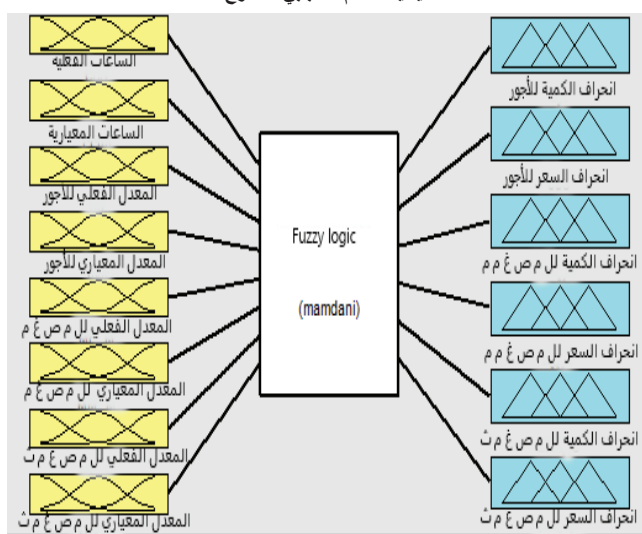 الساعات الفعليه
الساعات المعيارية
المعدل الفعلي للأجور
المعدل المعياري للأجور
المعدل الفعلي لل م ص غ م
المعدل المعياري لل م ص غ م
المعدل الفعلي لل م ص غ م ث
المعدل المعياري لل م ص غ م ث
Fuzzy logic
(mamdani)
انحراف الكمية للأجور
انحراف السعر للأجور
انحراف الكمية لل م ص غ م م
انحراف السعر لل م ص غ م م
انحراف الكمية لل م ص غ م ث
انحراف السعر لل م ص غ م ث